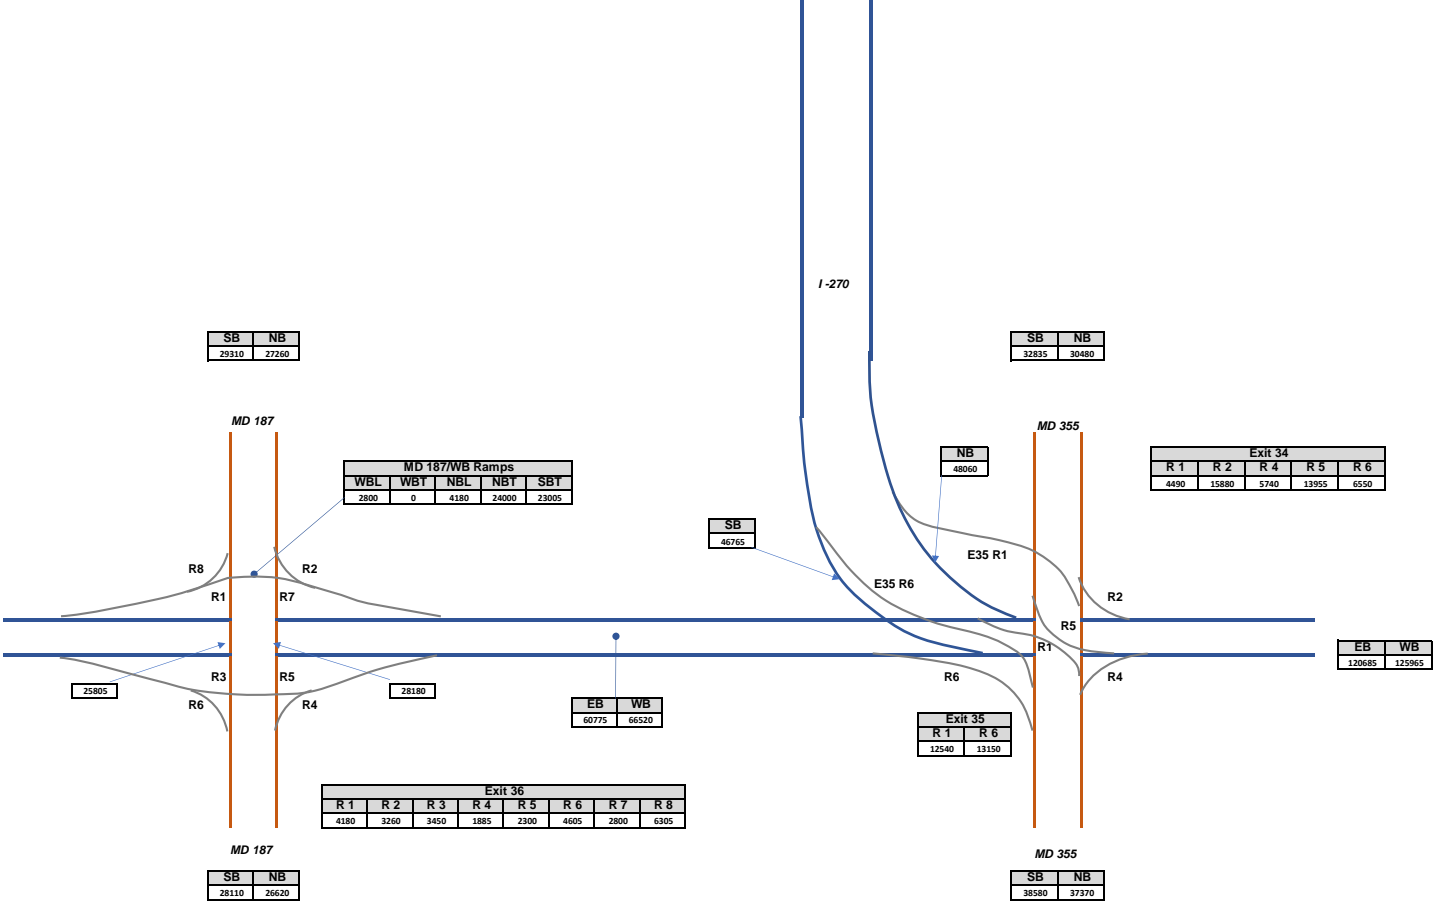 I -270
SB NB
29310 27260
SB NB
32835 30480
MD 187
MD 355
NB
48060
Exit 34
R 1 R 2 R 4 R 5 R 6
4490 15880 5740 13955 6550
MD 187/WB Ramps
WBL WBT NBL NBT SBT
2800 0 4180 24000 23005
SB
46765
E35 R1
R8 R2
E35 R6
R1 R7
R2
R5
R1
EB WB
120685 125965
R3 R5
R6
R4
25805
28180
R6 R4
EB WB
60775 66520
Exit 35
R 1 R 6
12540 13150
Exit 36
R 1 R 2 R 3 R 4 R 5 R 6 R 7 R 8
4180 3260 3450 1885 2300 4605 2800 6305
MD 187
MD 355
SB NB
28110 26620
SB NB
38580 37370